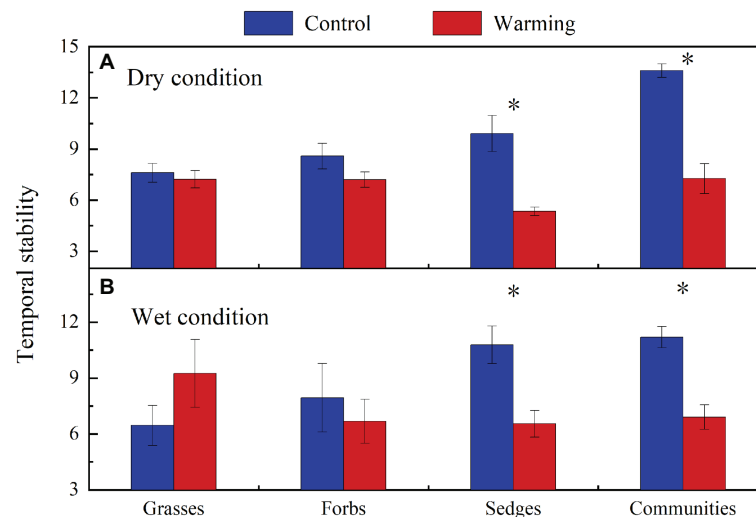 Control Warming
A Dry condition
15
12
9
6
3
B Wet condition
12
9
6
3
Temporal stability
* *
* *
Grasses Forbs Sedges Communities